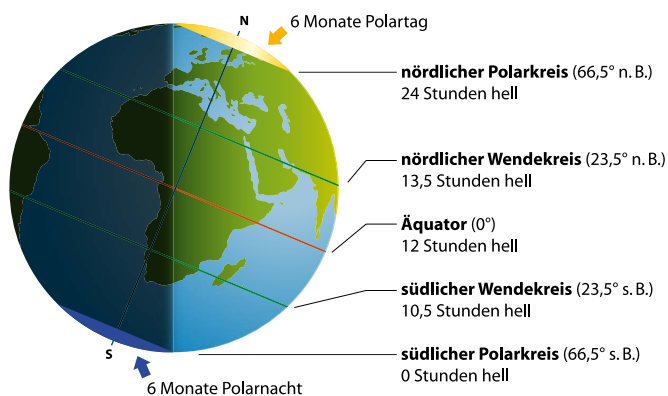 N
6 Monate Polartag
nördlicher Polarkreis (66,5° n. B.)
24 Stunden hell
nördlicher Wendekreis (23,5° n. B.)
13,5 Stunden hell
Äquator (0°)
12 Stunden hell
südlicher Wendekreis (23,5° s. B.)
10,5 Stunden hell
südlicher Polarkreis (66,5° s. B.)
0 Stunden hell
S
6 Monate Polarnacht